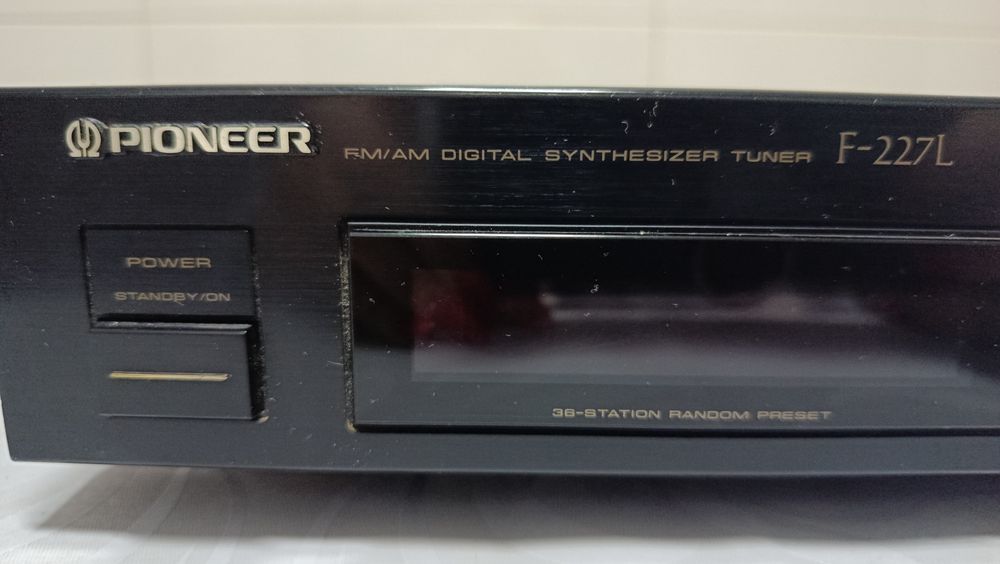 PIONEER
FM/AM DIGITAL SYNTHESIZER TUNER F-227L
POWER
STANDBY/ON
36-STATION RANDOM PRESET